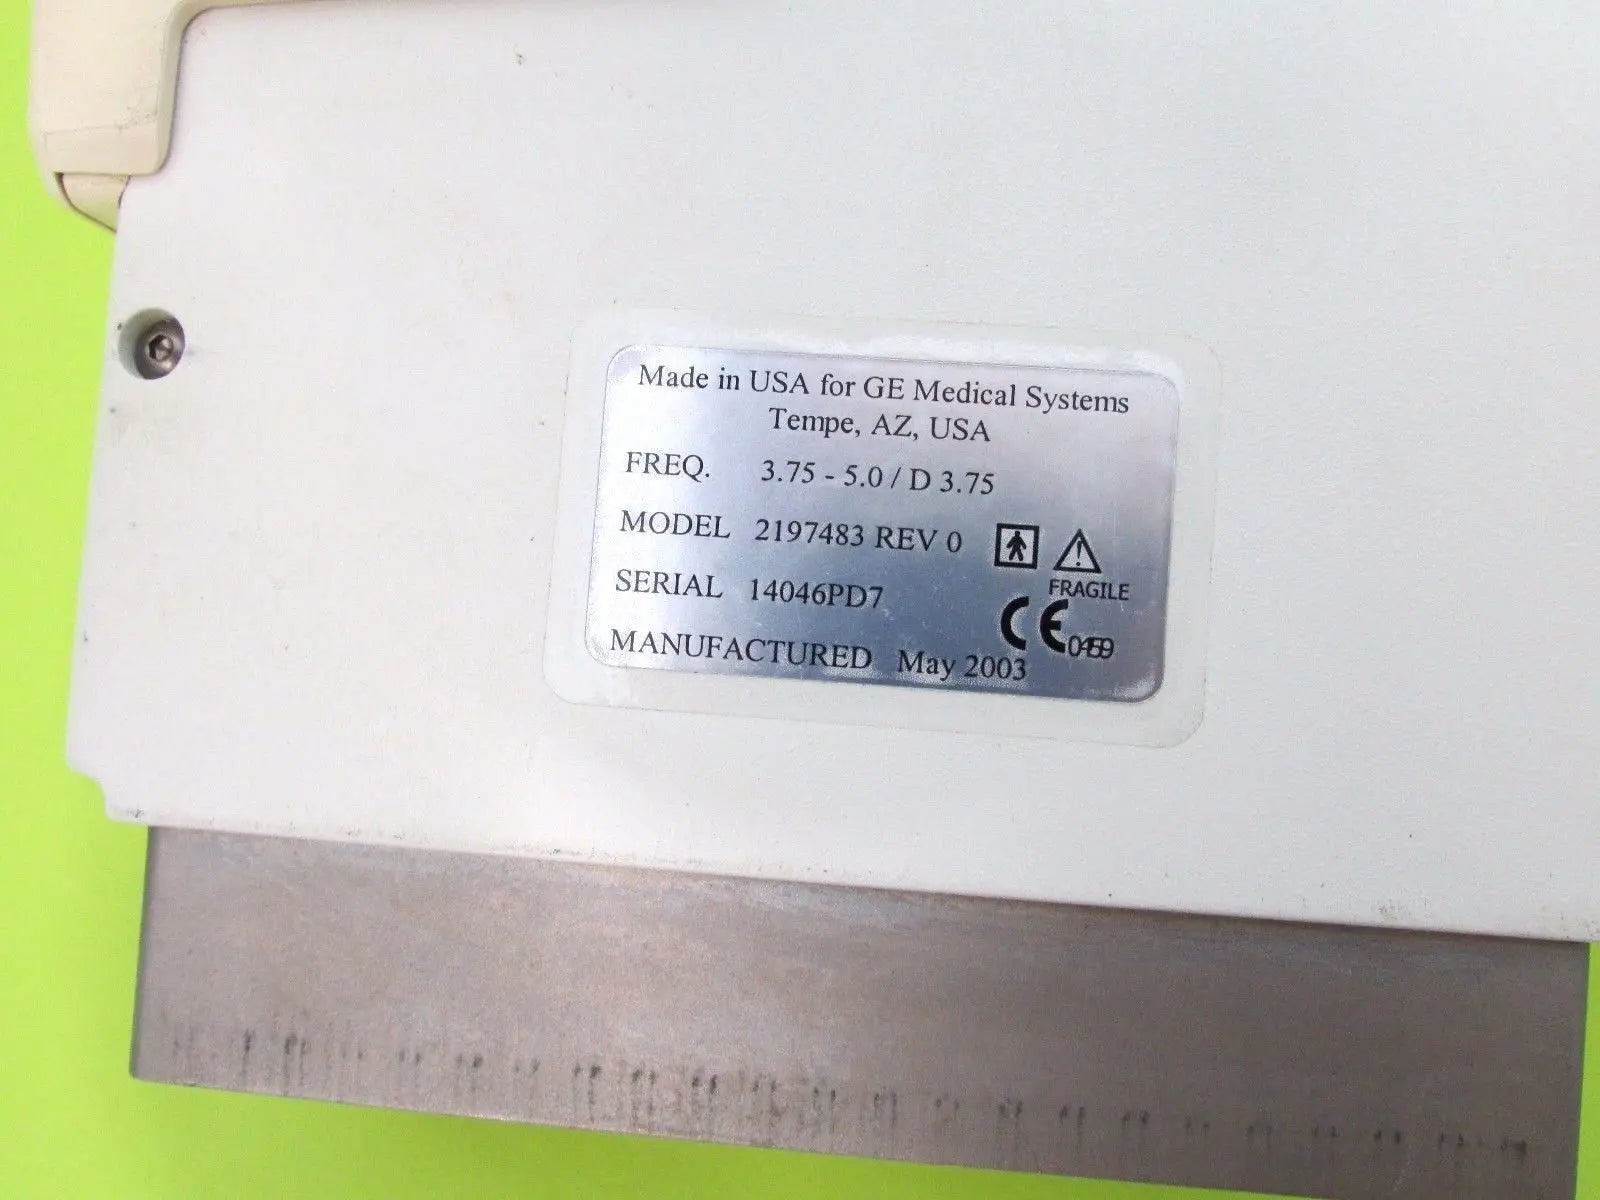 Made in USA for GE Medical Systems
Tempe, AZ, USA
FREQ. 3.75 - 5.0 / D 3.75
MODEL 2197483 REV 0
SERIAL 14046PD7
FRAGILE
CE 0459
MANUFACTURED May 2003